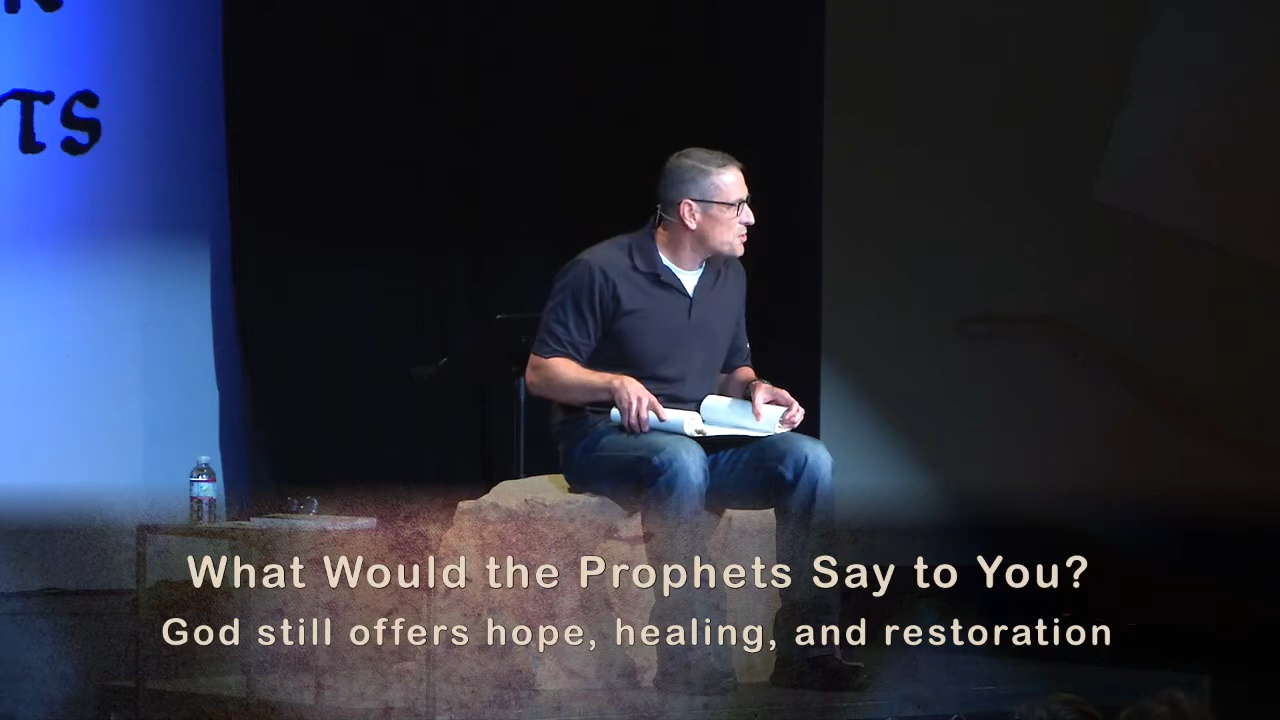 TS
What Would the Prophets Say to You?
God still offers hope, healing, and restoration